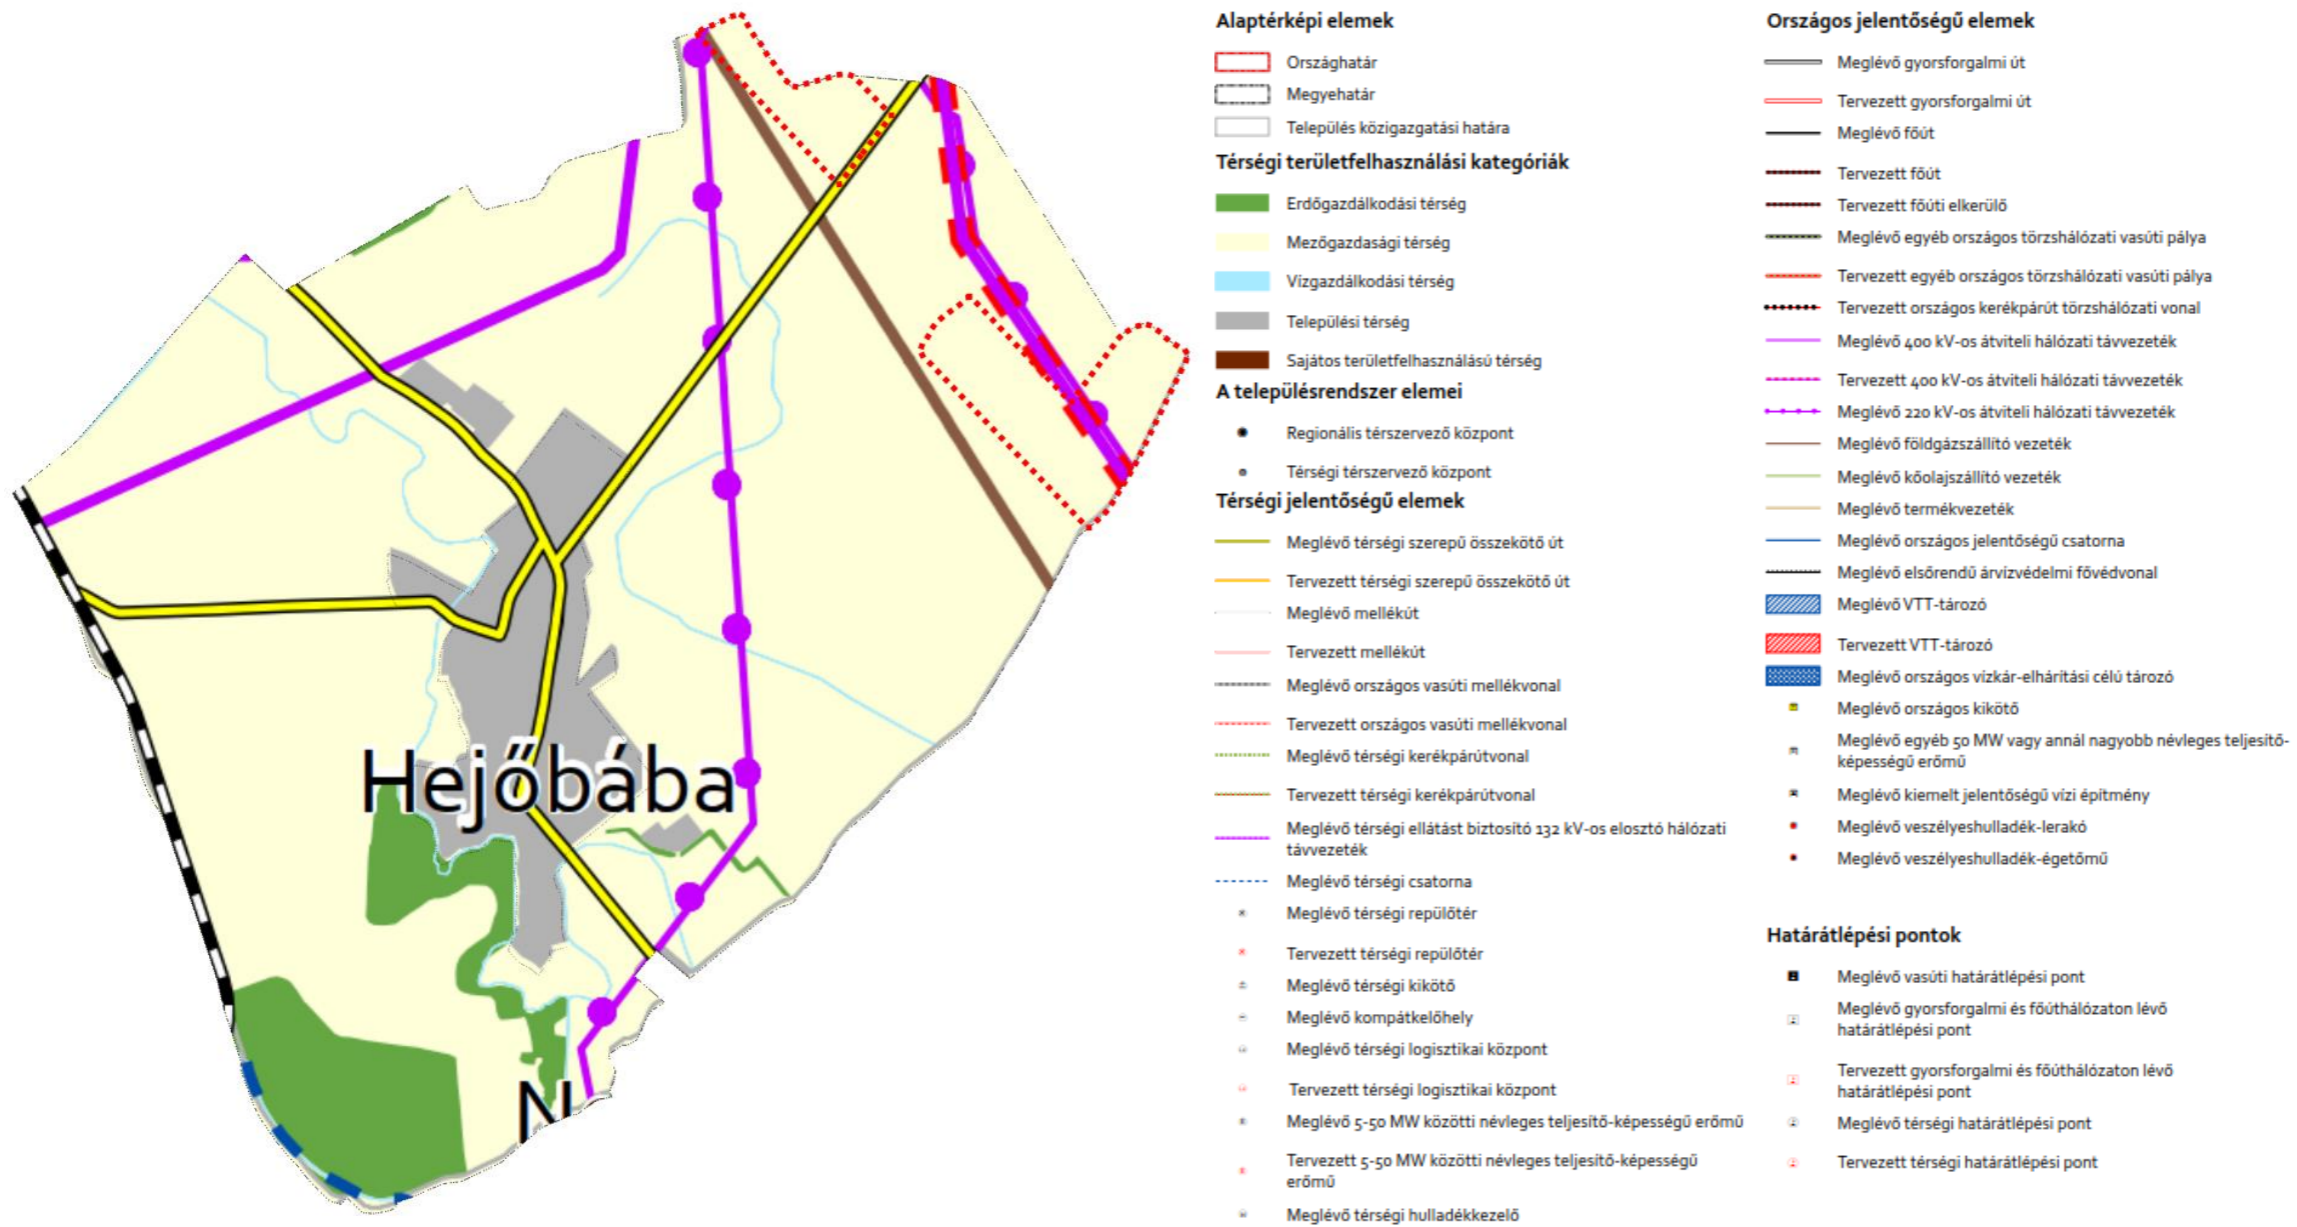 Hejőbába
N
Alaptérképi elemek
Országhatár
Megyehatár
Település közigazgatási határa
Térségi területfelhasználási kategóriák
Erdőgazdálkodási térség
Mezőgazdasági térség
Vízgazdálkodási térség
Települési térség
Sajátos területfelhasználású térség
A településrendszer elemei
Regionális térszervező központ
Térségi térszervező központ
Térségi jelentőségű elemek
Meglévő térségi szerepű összekötő út
Tervezett térségi szerepű összekötő út
Meglévő mellékút
Tervezett mellékút
Meglévő országos vasúti mellékvonal
Tervezett országos vasúti mellékvonal
Meglévő térségi kerékpárútvonal
Tervezett térségi kerékpárútvonal
Meglévő térségi ellátást biztosító 132 kV-os elosztó hálózati
távvezeték
Meglévő térségi csatorna
Meglévő térségi repülőtér
Tervezett térségi repülőtér
Meglévő térségi kikötő
Meglévő kompátkelőhely
Meglévő térségi logisztikai központ
Tervezett térségi logisztikai központ
Meglévő 5-50 MW közötti névleges teljesítő-képességű erőmű
Tervezett 5-50 MW közötti névleges teljesítő-képességű
erőmű
Meglévő térségi hulladékkezelő
Országos jelentőségű elemek
Meglévő gyorsforgalmi út
Tervezett gyorsforgalmi út
Meglévő főút
Tervezett főút
Tervezett főúti elkerülő
Meglévő egyéb országos törzshálózati vasúti pálya
Tervezett egyéb országos törzshálózati vasúti pálya
Tervezett országos kerékpárút törzshálózati vonal
Meglévő 400 kV-os átviteli hálózati távvezeték
Tervezett 400 kV-os átviteli hálózati távvezeték
Meglévő 220 kV-os átviteli hálózati távvezeték
Meglévő földgázszállító vezeték
Meglévő kőolajszállító vezeték
Meglévő termékvezeték
Meglévő országos jelentőségű csatorna
Meglévő elsőrendű árvízvédelmi fővédvonal
Meglévő VTT-tározó
Tervezett VTT-tározó
Meglévő országos vízkár-elhárítási célú tározó
Meglévő országos kikötő
Meglévő egyéb 50 MW vagy annál nagyobb névleges teljesítő-
képességű erőmű
Meglévő kiemelt jelentőségű vízi építmény
Meglévő veszélyeshulladék-lerakó
Meglévő veszélyeshulladék-égetőmű
Határátlépési pontok
Meglévő vasúti határátlépési pont
Meglévő gyorsforgalmi és főúthálózaton lévő
határátlépési pont
Tervezett gyorsforgalmi és főúthálózaton lévő
határátlépési pont
Meglévő térségi határátlépési pont
Tervezett térségi határátlépési pont